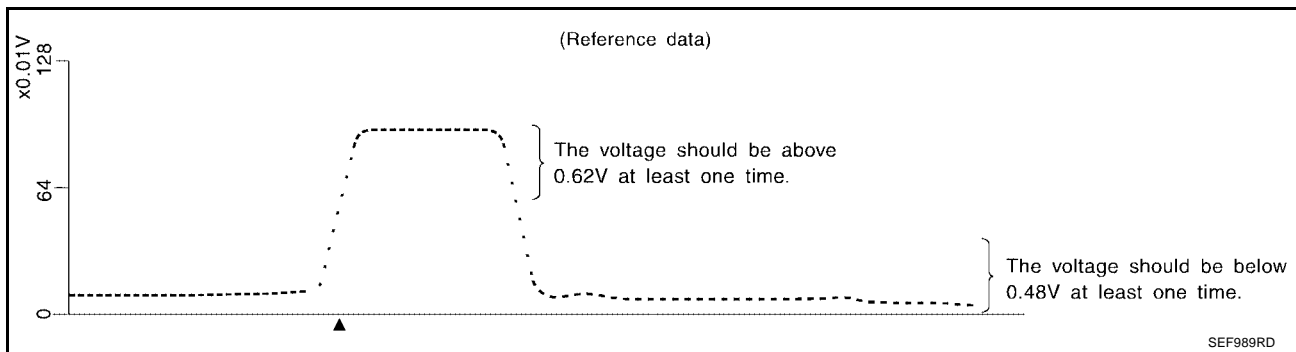 (Reference data)
x0.01V
128
64
0
The voltage should be above
0.62V at least one time.
The voltage should be below
0.48V at least one time.
SEF989RD